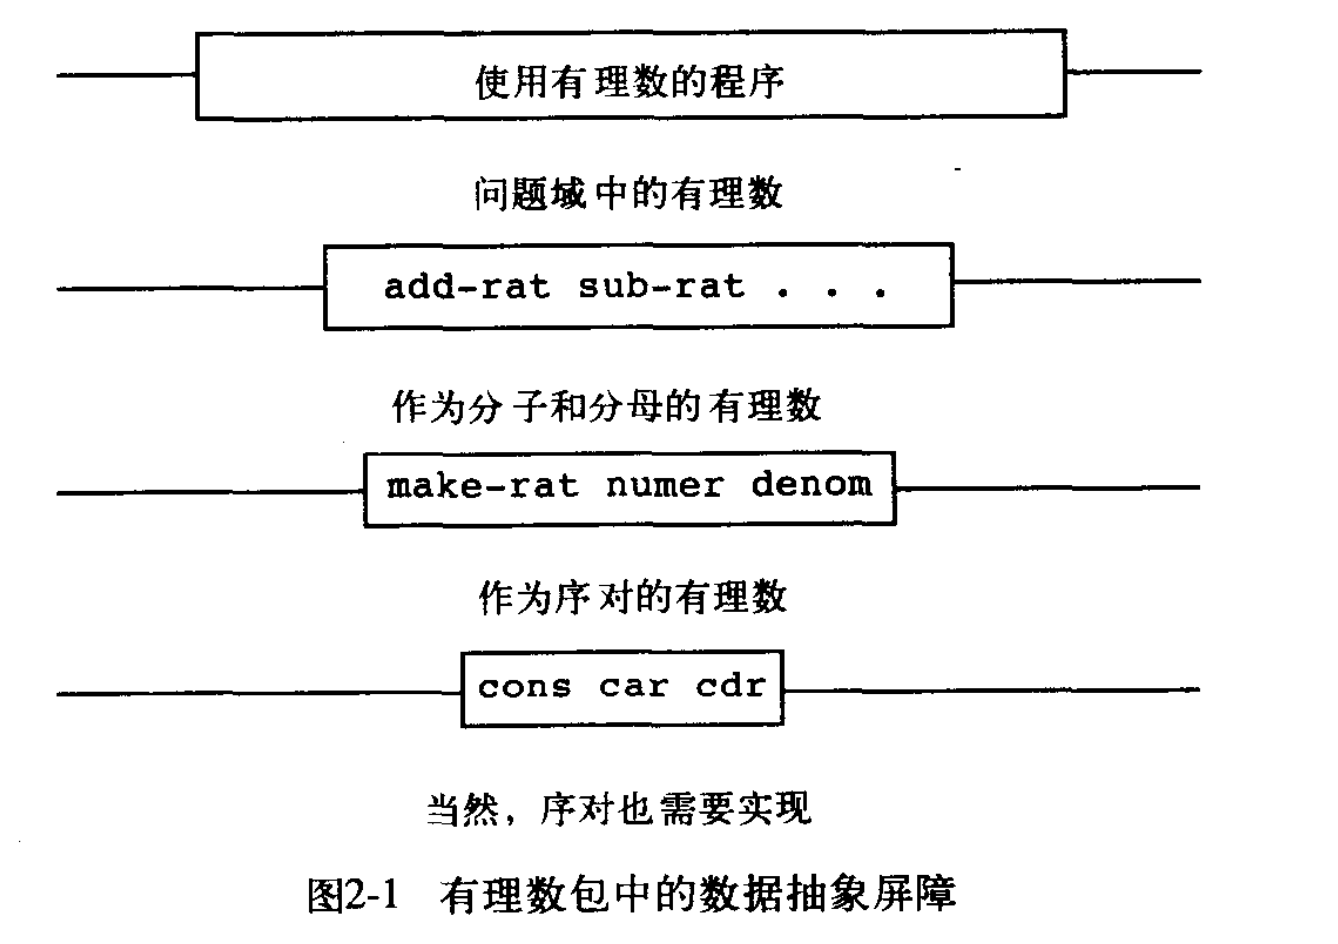 使用有理数的程序
问题域中的有理数
add-rat sub-rat . . .
作为分子和分母的有理数
make-rat numer denom
作为序对的有理数
cons car cdr
当然，序对也需要实现
图2-1 有理数包中的数据抽象屏障